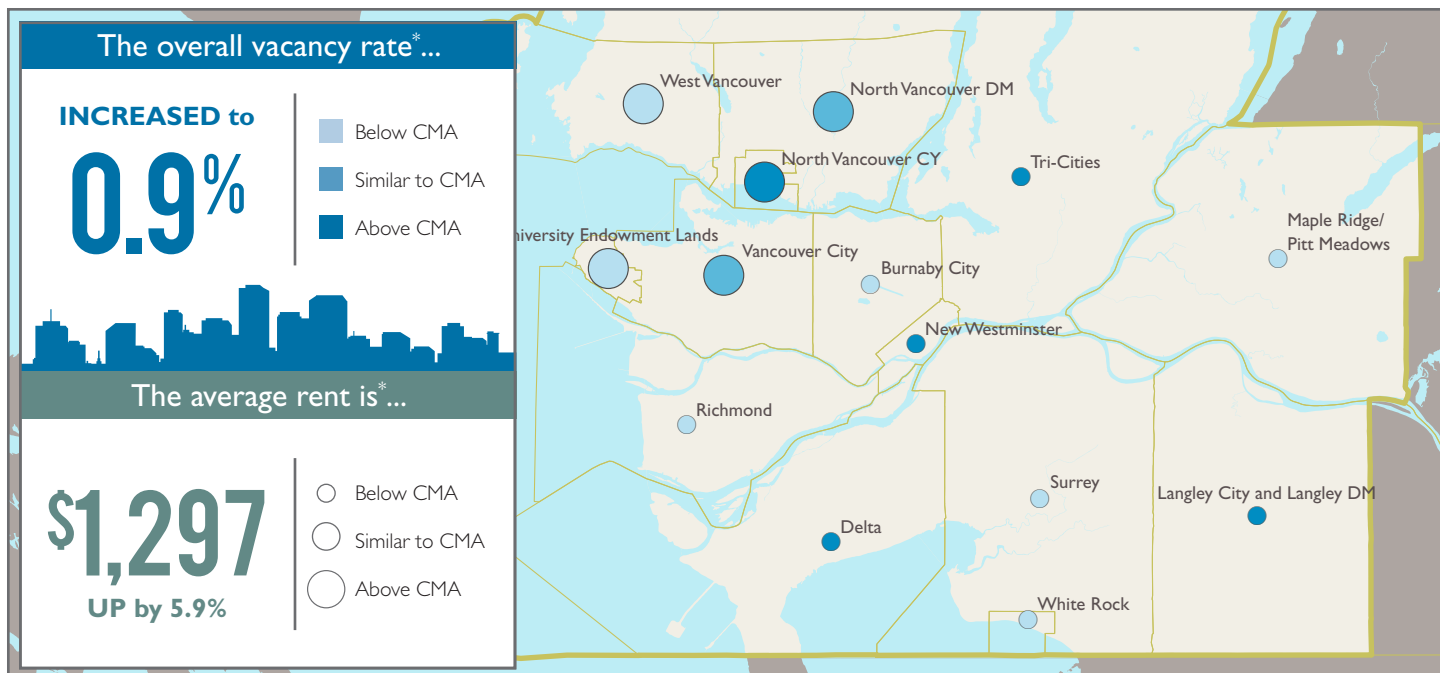 The overall vacancy rate*...
INCREASED to
0.9%
Below CMA
Similar to CMA
Above CMA
The average rent is*...
$1,297
UP by 5.9%
Below CMA
Similar to CMA
Above CMA
West Vancouver
North Vancouver DM
North Vancouver CY
Tri-Cities
Maple Ridge/
Pitt Meadows
niversity Endowment Lands
Vancouver City
Burnaby City
New Westminster
Richmond
Surrey
Langley City and Langley DM
Delta
White Rock